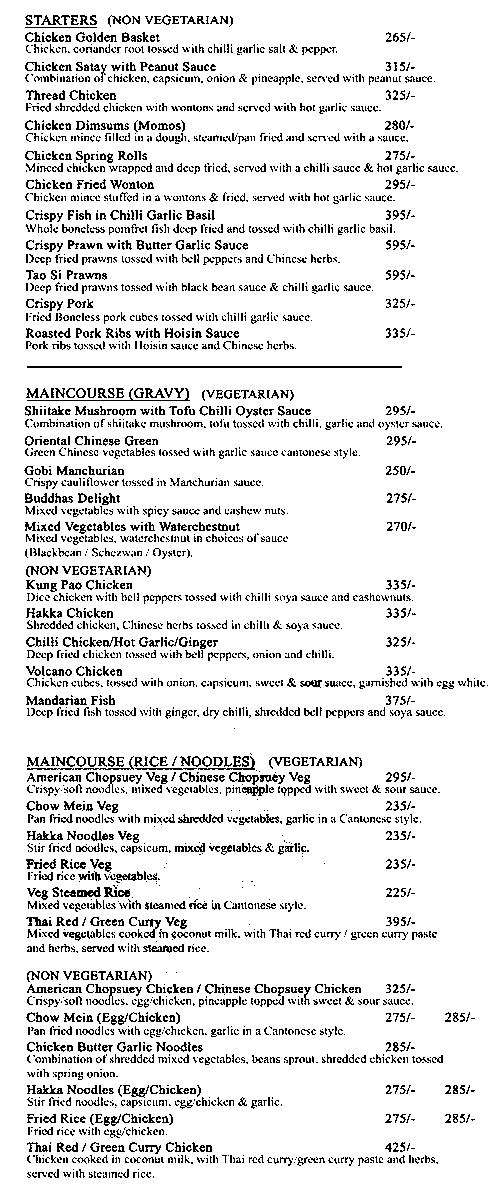 STARTERS (NON VEGETARIAN)
Chicken Golden Basket 265/-
Chicken, coriander root tossed with chilli garlic salt & pepper.
Chicken Satay with Peanut Sauce 315/-
Combination of chicken, capsicum, onion & pineapple, served with peanut sauce.
Thread Chicken 325/-
Fried shredded chicken with wontons and served with hot garlic sauce.
Chicken Dimsums (Momos) 280/-
Chicken mince filled in a dough, steamed/pan fried and served with a sauce.
Chicken Spring Rolls 275/-
Minced chicken wrapped and deep fried, served with a chilli sauce & hot garlic sauce.
Chicken Fried Wonton 295/-
Chicken mince stuffed in a wontons & fried, served with hot garlic sauce.
Crispy Fish in Chilli Garlic Basil 395/-
Whole boneless pomfret fish deep fried and tossed with chilli garlic basil.
Crispy Prawn with Butter Garlic Sauce 595/-
Deep fried prawns tossed with bell peppers and Chinese herbs.
Tao Si Prawns 595/-
Deep fried prawns tossed with black bean sauce & chilli garlic sauce.
Crispy Pork 325/-
Fried Boneless pork cubes tossed with chilli garlic sauce.
Roasted Pork Ribs with Hoisin Sauce 335/-
Pork ribs tossed with Hoisin sauce and Chinese herbs.
MAINCOURSE (GRAVY) (VEGETARIAN)
Shiitake Mushroom with Tofu Chilli Oyster Sauce 295/-
Combination of shiitake mushroom, tofu tossed with chilli, garlic and oyster sauce.
Oriental Chinese Green 295/-
Green Chinese vegetables tossed with garlic sauce cantonese style.
Gobi Manchurian 250/-
Crispy cauliflower tossed in Manchurian sauce.
Buddhas Delight 275/-
Mixed vegetables with spicy sauce and cashew nuts.
Mixed Vegetables with Waterchestnut 270/-
Mixed vegetables, waterchestnut in choices of sauce
(Blackbean / Schezwan / Oyster).
(NON VEGETARIAN)
Kung Pao Chicken 335/-
Dice chicken with bell peppers tossed with chilli soya sauce and cashewnuts.
Hakka Chicken 335/-
Shredded chicken, Chinese herbs tossed in chilli & soya sauce.
Chilli Chicken/Hot Garlic/Ginger 325/-
Deep fried chicken tossed with bell peppers, onion and chilli.
Volcano Chicken 335/-
Chicken cubes, tossed with onion, capsicum, sweet & sour suace, garnished with egg white.
Mandarian Fish 375/-
Deep fried fish tossed with ginger, dry chilli, shredded bell peppers and soya sauce.
MAINCOURSE (RICE / NOODLES) (VEGETARIAN)
American Chopsuey Veg / Chinese Chopsuey Veg 295/-
Crispy/soft noodles, mixed vegetables, pineapple topped with sweet & sour sauce.
Chow Mein Veg 235/-
Pan fried noodles with mixed shredded vegetables, garlic in a Cantonese style.
Hakka Noodles Veg 235/-
Stir fried noodles, capsicum, mixed vegetables & garlic.
Fried Rice Veg 235/-
Fried rice with vegetables.
Veg Steamed Rice 225/-
Mixed vegetables with steamed rice in Cantonese style.
Thai Red / Green Curry Veg 395/-
Mixed vegetables cooked in coconut milk, with Thai red curry / green curry paste
and herbs, served with steamed rice.
(NON VEGETARIAN)
American Chopsuey Chicken / Chinese Chopsuey Chicken 325/-
Crispy/soft noodles, egg/chicken, pineapple topped with sweet & sour sauce.
Chow Mein (Egg/Chicken) 275/- 285/-
Pan fried noodles with egg/chicken, garlic in a Cantonese style.
Chicken Butter Garlic Noodles 285/-
Combination of shredded mixed vegetables, beans sprout, shredded chicken tossed
with spring onion.
Hakka Noodles (Egg/Chicken) 275/- 285/-
Stir fried noodles, capsicum, egg/chicken & garlic.
Fried Rice (Egg/Chicken) 275/- 285/-
Fried rice with egg/chicken.
Thai Red / Green Curry Chicken 425/-
Chicken cooked in coconut milk, with Thai red curry/green curry paste and herbs,
served with steamed rice.